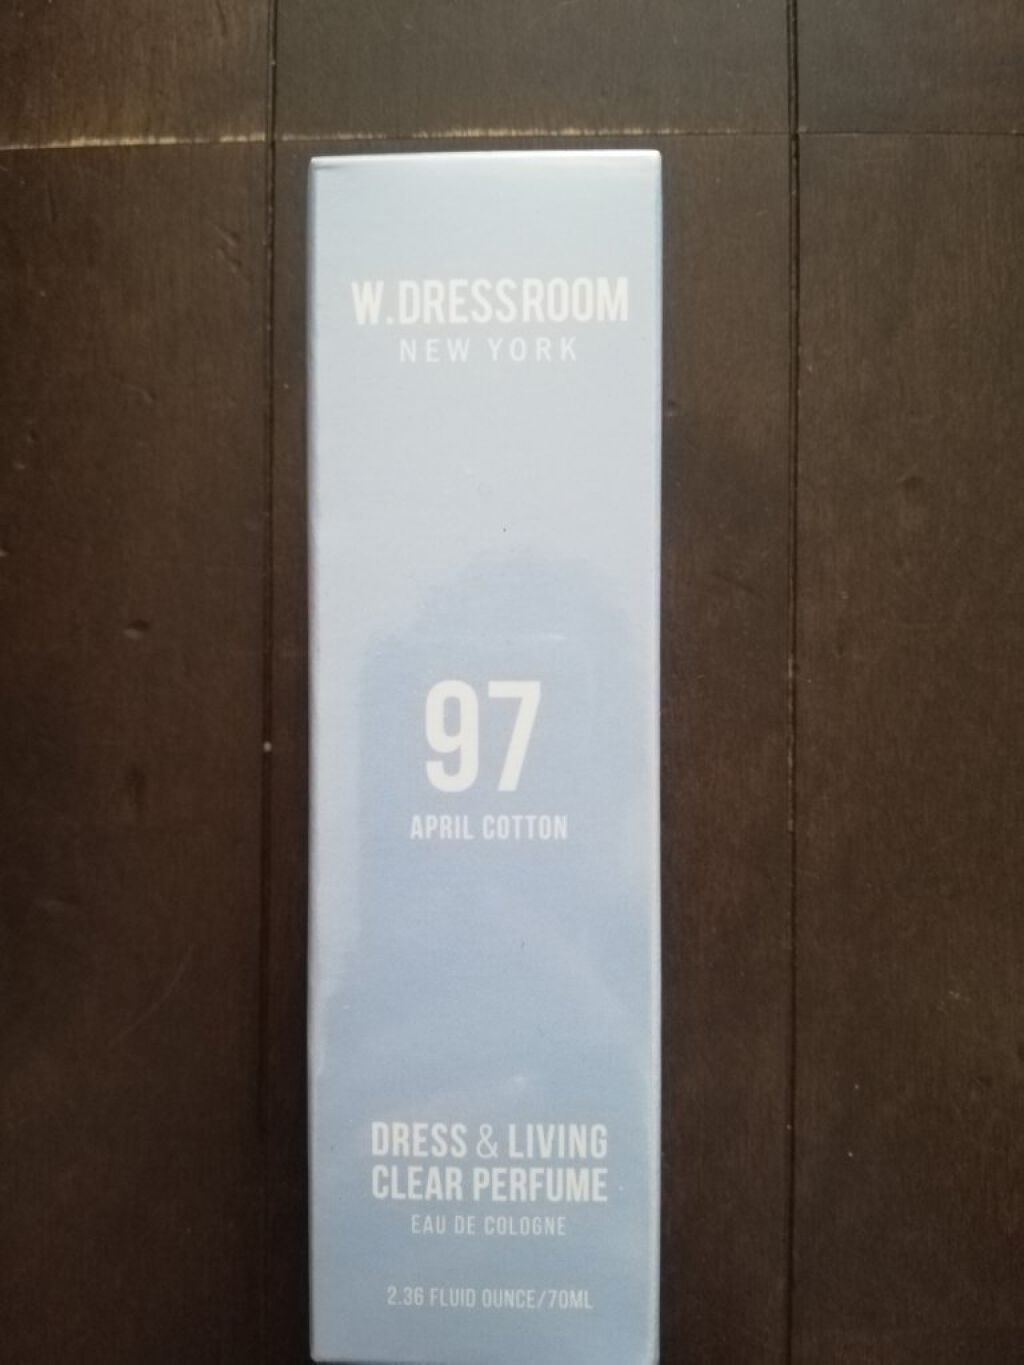 W.DRESSROOM
NEW YORK
97
APRIL COTTON
DRESS & LIVING
CLEAR PERFUME
EAU DE COLOGNE
2.36 FLUID OUNCE/70ML